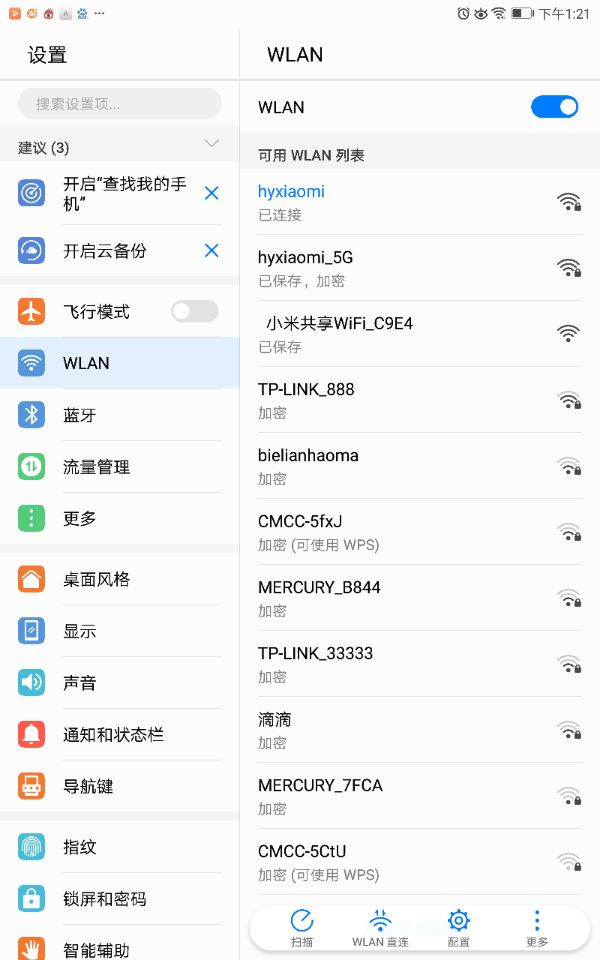 下午1:21
设置
搜索设置项...
建议 (3)
开启“查找我的手
机”
开启云备份
飞行模式
WLAN
蓝牙
流量管理
更多
桌面风格
显示
声音
通知和状态栏
导航键
指纹
锁屏和密码
智能辅助
WLAN
WLAN
可用 WLAN 列表
hyxiaomi
已连接
hyxiaomi_5G
已保存，加密
小米共享WiFi_C9E4
已保存
TP-LINK_888
加密
bielianhaoma
加密
CMCC-5fxJ
加密 (可使用 WPS)
MERCURY_B844
加密
TP-LINK_33333
加密
滴滴
加密
MERCURY_7FCA
加密
CMCC-5CtU
加密 (可使用 WPS)
扫描
WLAN 直连
配置
更多